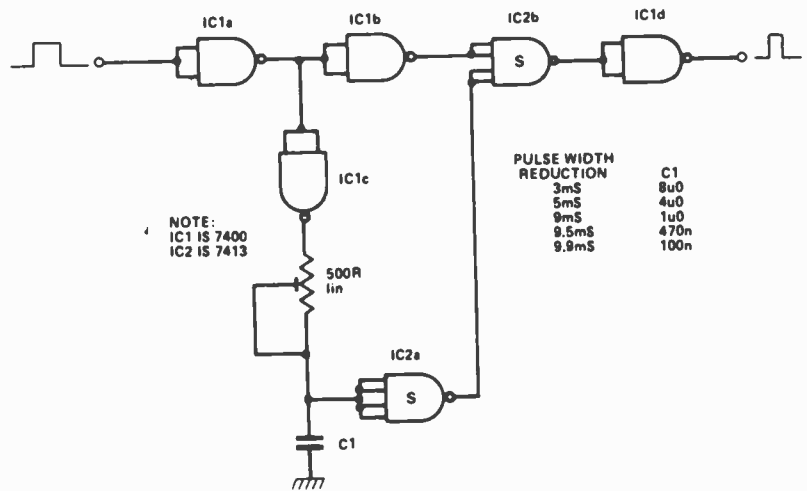 IC1a
IC1b
IC2b
IC1d
S
IC1c
PULSE WIDTH
REDUCTION C1
3mS 8u0
5mS 4u0
9mS 1u0
9.5mS 470n
9.9mS 100n
NOTE:
IC1 IS 7400
IC2 IS 7413
500R
lin
IC2a
S
C1